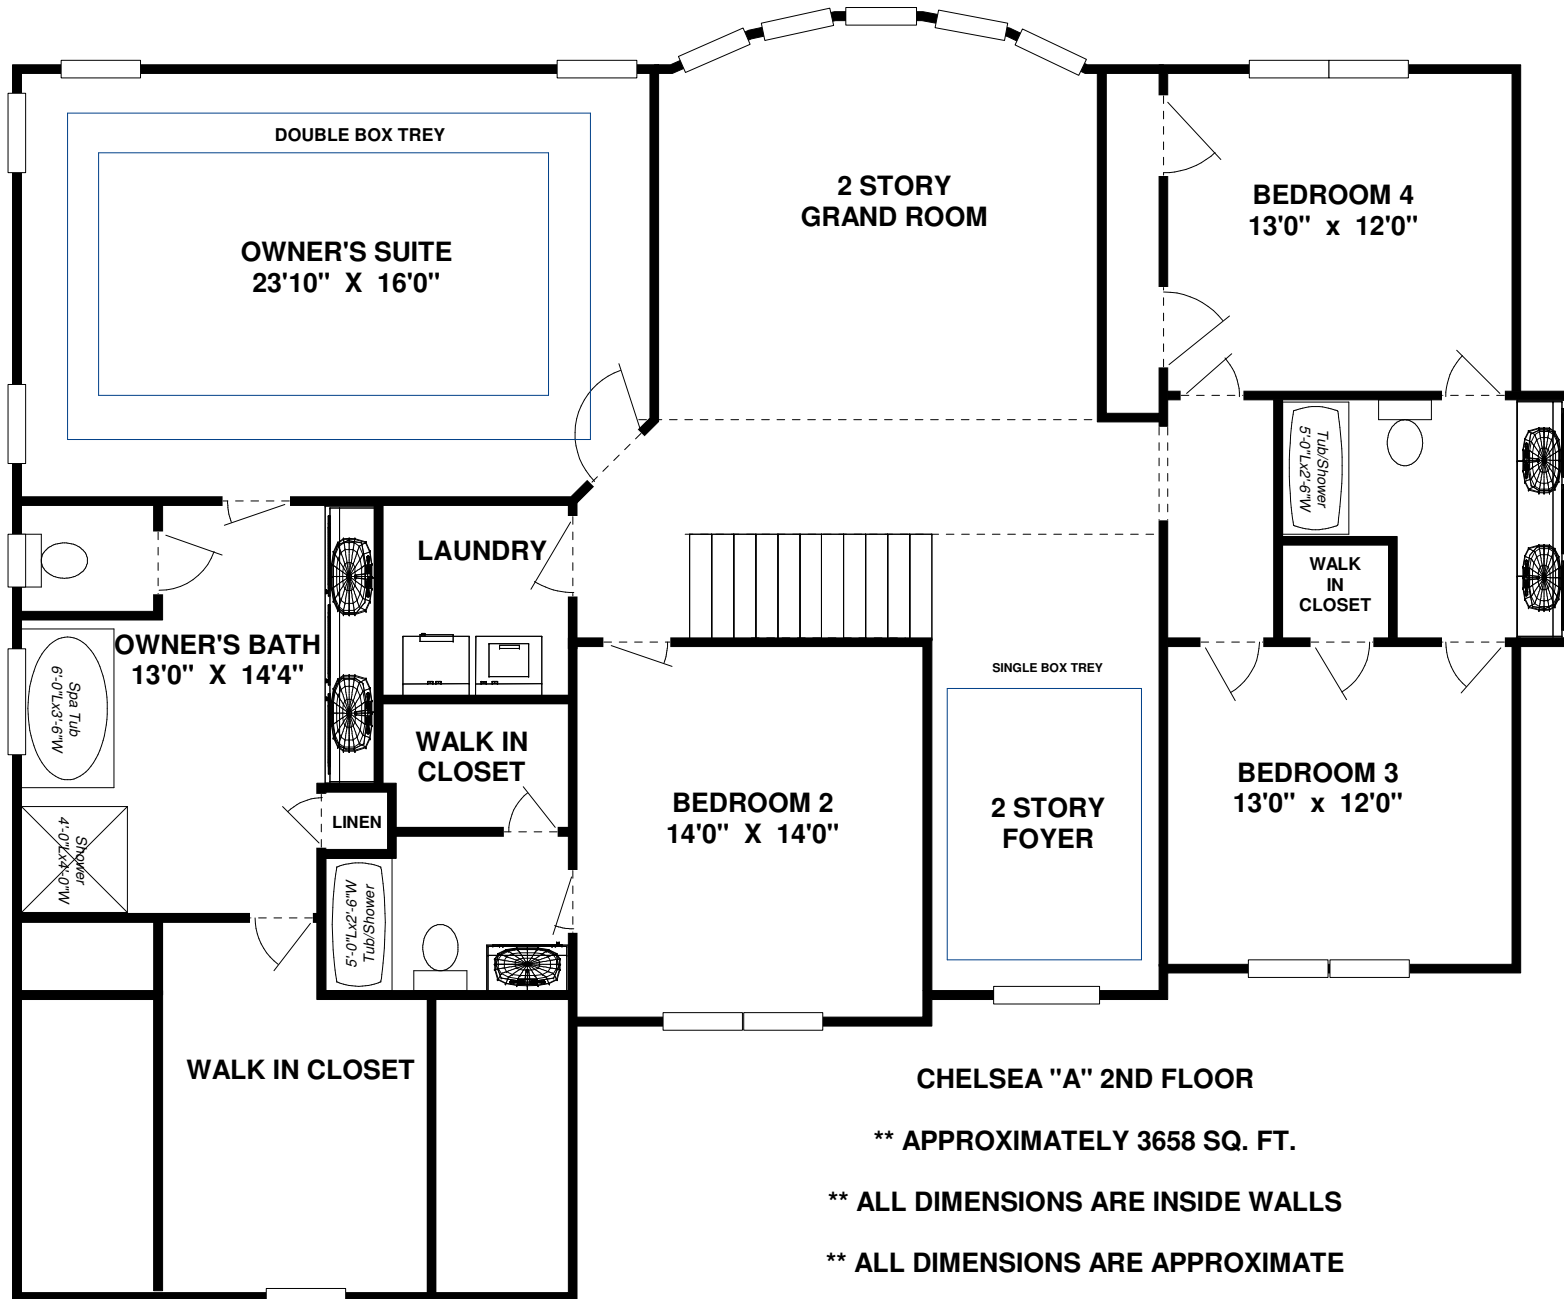 DOUBLE BOX TREY
OWNER'S SUITE
23'10" X 16'0"
2 STORY
GRAND ROOM
BEDROOM 4
13'0" x 12'0"
Tub/Shower
5'-0"Lx2'-6"W
LAUNDRY
WALK
IN
CLOSET
OWNER'S BATH
13'0" X 14'4"
Spa Tub
6'-0"Lx3'-6"W
SINGLE BOX TREY
WALK IN
CLOSET
BEDROOM 2
14'0" X 14'0"
2 STORY
FOYER
BEDROOM 3
13'0" x 12'0"
LINEN
Shower
4'-0"Lx4'-0"W
5'-0"Lx2'-6"W
Tub/Shower
WALK IN CLOSET
CHELSEA "A" 2ND FLOOR
** APPROXIMATELY 3658 SQ. FT.
** ALL DIMENSIONS ARE INSIDE WALLS
** ALL DIMENSIONS ARE APPROXIMATE